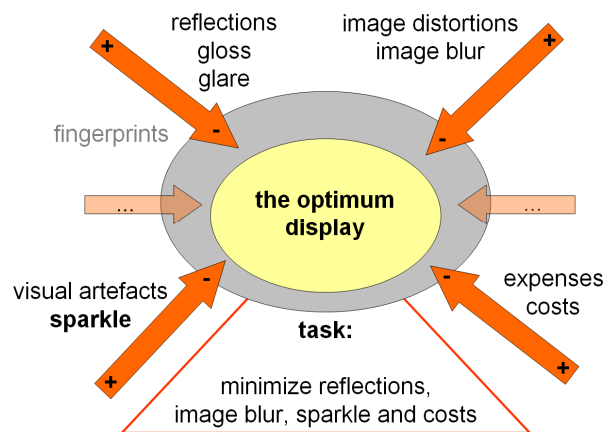 reflections
gloss
glare
image distortions
image blur
+
+
-
-
fingerprints
...
the optimum
display
...
visual artefacts
sparkle
-
-
expenses
costs
task:
+
+
minimize reflections,
image blur, sparkle and costs